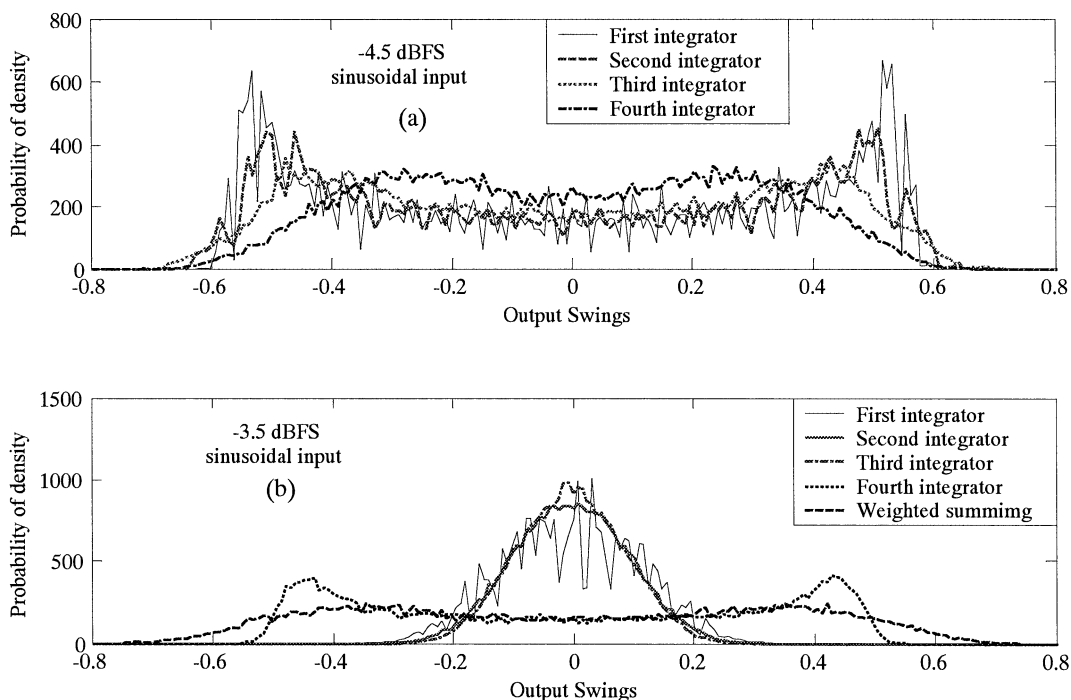 800
600
400
200
0
Probability of density
-4.5 dBFS
sinusoidal input
(a)
First integrator
Second integrator
Third integrator
Fourth integrator
-0.8 -0.6 -0.4 -0.2 0 0.2 0.4 0.6 0.8
Output Swings
1500
1000
500
0
Probability of density
-3.5 dBFS
sinusoidal input
(b)
First integrator
Second integrator
Third integrator
Fourth integrator
Weighted summimg
-0.8 -0.6 -0.4 -0.2 0 0.2 0.4 0.6 0.8
Output Swings